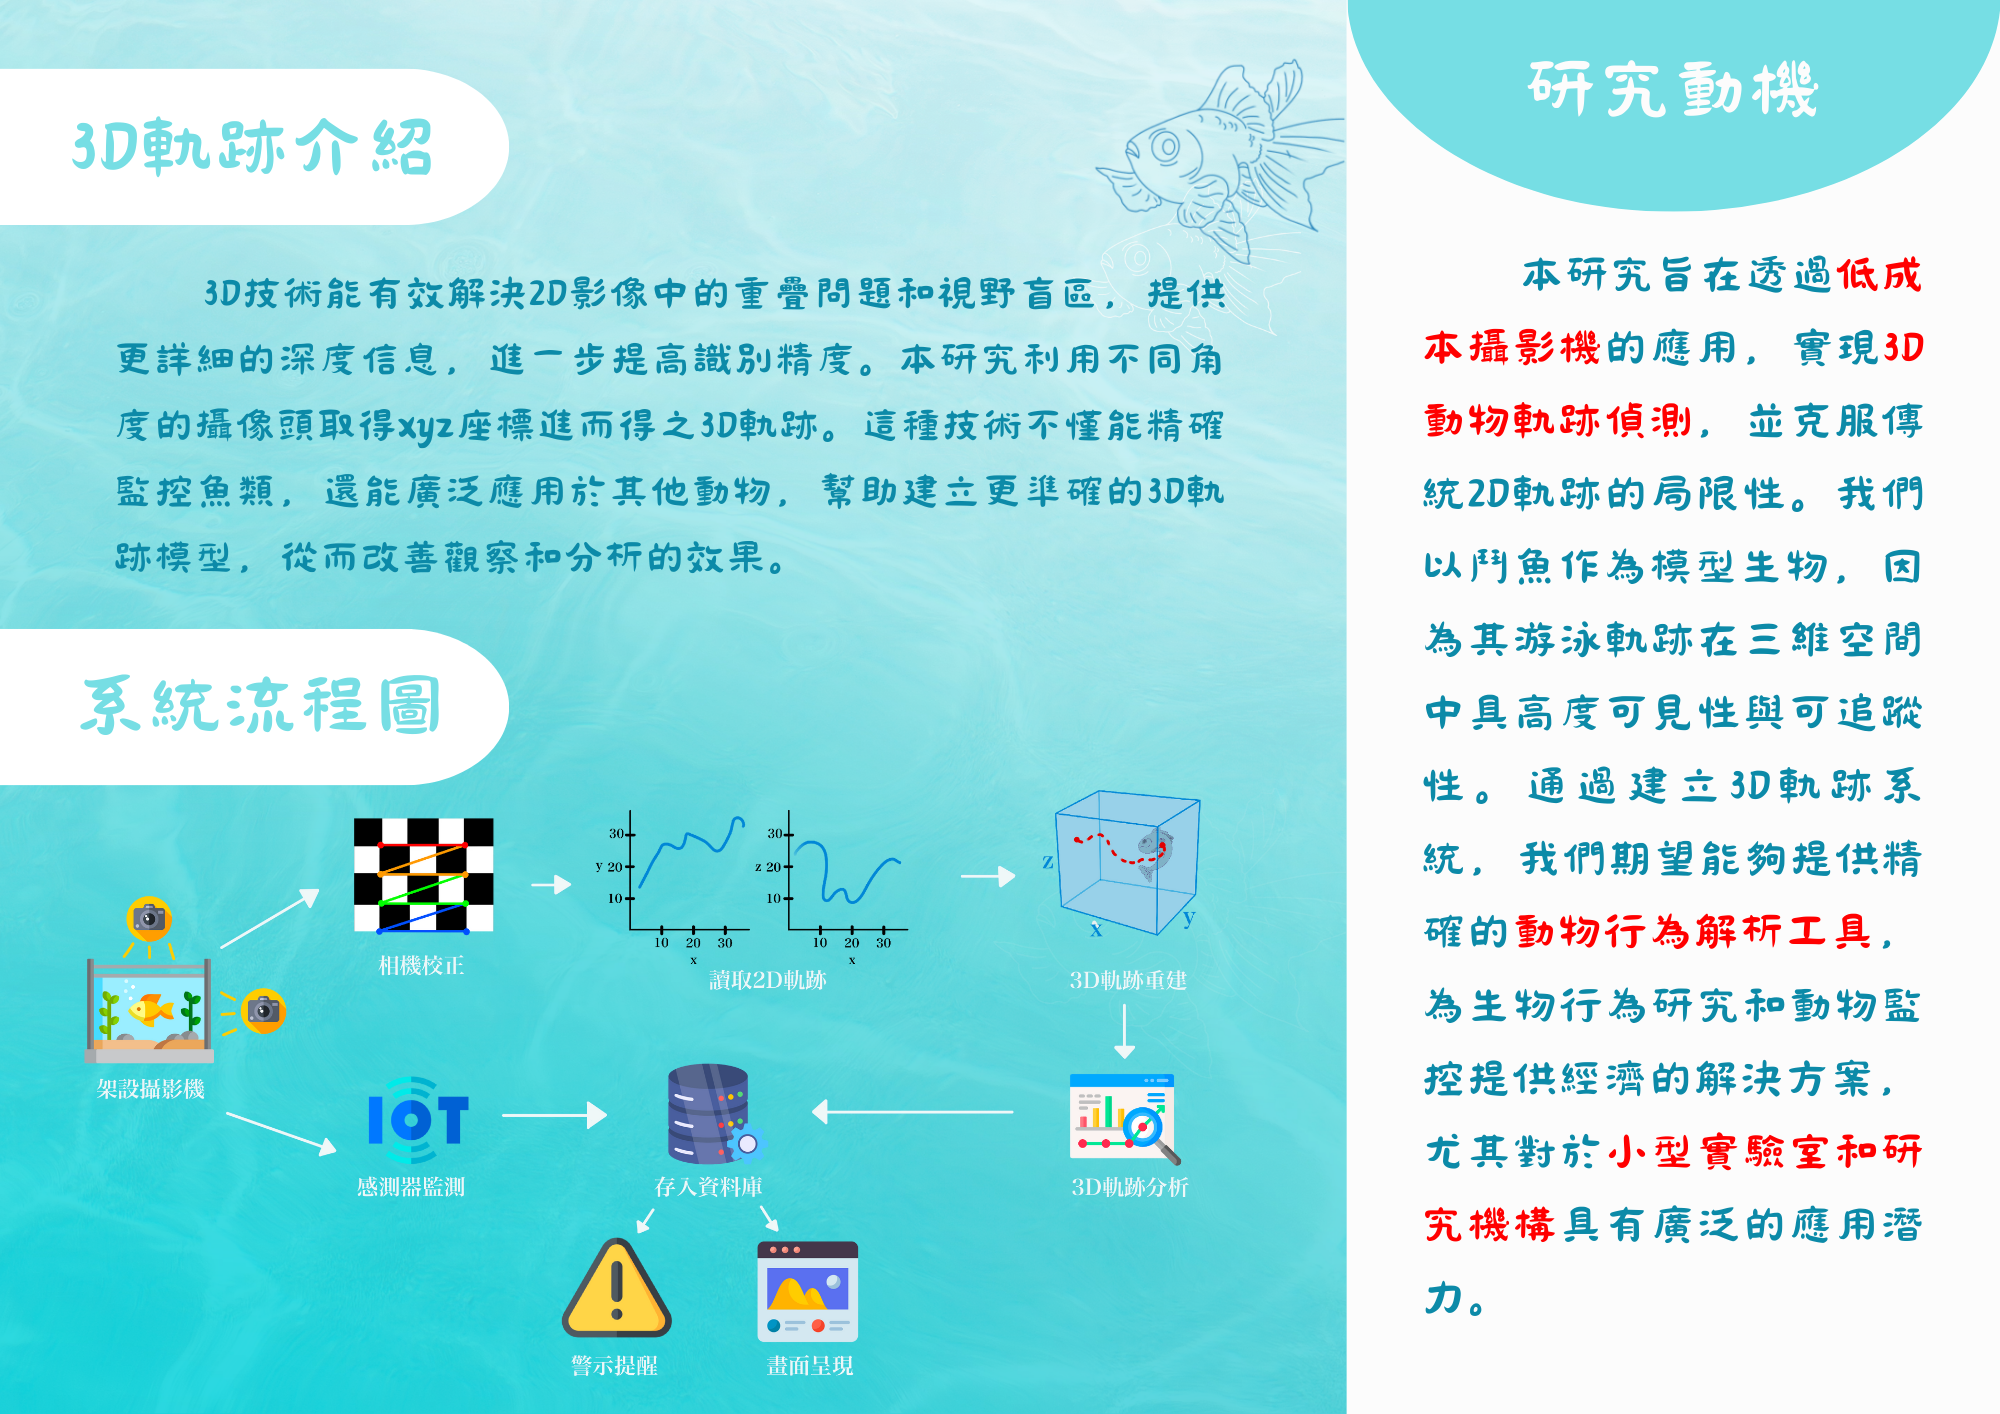 3D軌跡介紹
3D技術能有效解決2D影像中的重疊問題和視野盲區，提供
更詳細的深度信息，進一步提高識別精度。本研究利用不同角
度的攝像頭取得xyz座標進而得之3D軌跡。這種技術不僅能精確
監控魚類，還能廣泛應用於其他動物，幫助建立更準確的3D軌
跡模型，從而改善觀察和分析的效果。
系統流程圖
架設攝影機
相機校正
30
y 20
10
10 20 30
x
30
z 20
10
10 20 30
x
讀取2D軌跡
z
x
y
3D軌跡重建
IOT
感測器監測
存入資料庫
3D軌跡分析
警示提醒
畫面呈現
研究動機
本研究旨在透過低成
本攝影機的應用，實現3D
動物軌跡偵測，並克服傳
統2D軌跡的局限性。我們
以鬥魚作為模型生物，因
為其游泳軌跡在三維空間
中具高度可見性與可追蹤
性。通過建立3D軌跡系
統，我們期望能夠提供精
確的動物行為解析工具，
為生物行為研究和動物監
控提供經濟的解決方案，
尤其對於小型實驗室和研
究機構具有廣泛的應用潛
力。